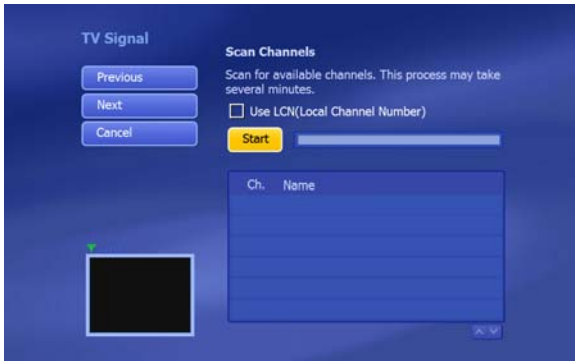 TV Signal
Previous
Next
Cancel
Scan Channels
Scan for available channels. This process may take
several minutes.
Use LCN(Local Channel Number)
Start
Ch. Name